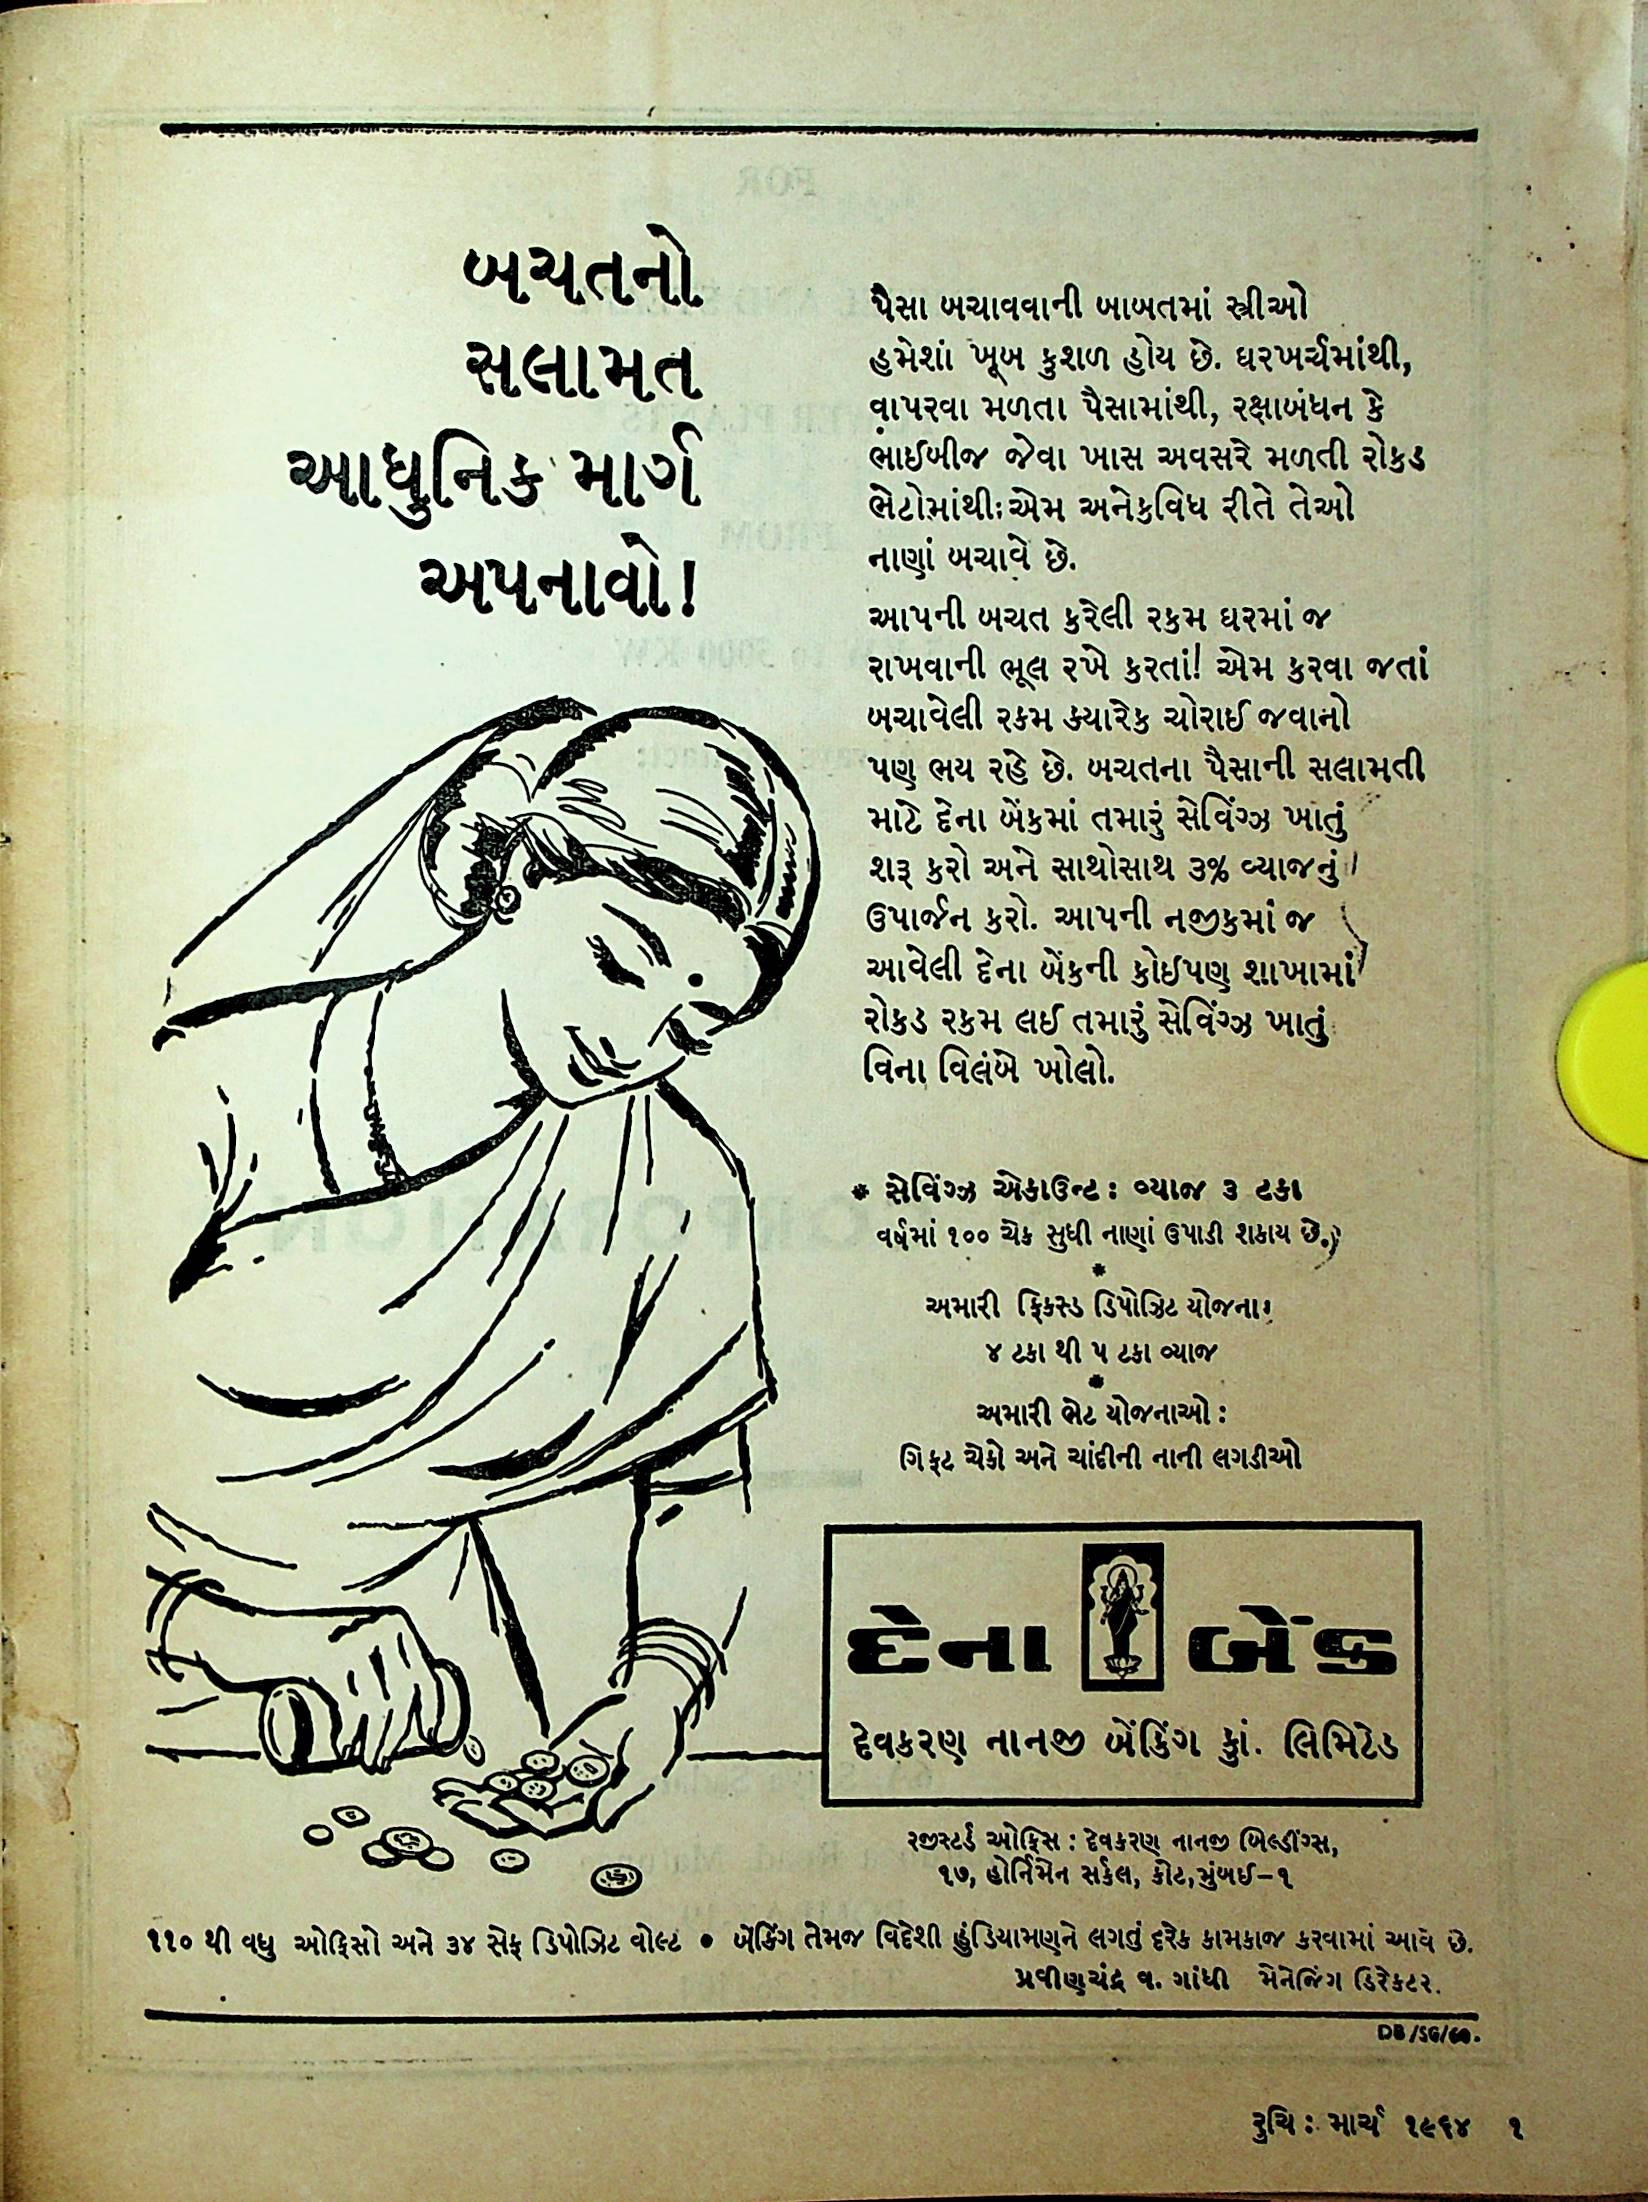 બચતનો
સલામત
આધુનિક માર્ગ
અપનાવો!
પૈસા બચાવવાની બાબતમાં સ્ત્રીઓ
હમેશાં ખૂબ કુશળ હોય છે. ઘરખર્ચમાંથી,
વાપરવા મળતા પૈસામાંથી, રક્ષાબંધન કે
ભાઈબીજ જેવા ખાસ અવસરે મળતી રોકડ
ભેટોમાંથી: એમ અનેકવિધ રીતે તેઓ
નાણાં બચાવે છે.
આપની બચત કરેલી રકમ ઘરમાં જ
રાખવાની ભૂલ રખે કરતાં! એમ કરવા જતાં
બચાવેલી રકમ ક્યારેક ચોરાઈ જવાનો
પણ ભય રહે છે. બચતના પૈસાની સલામતી
માટે દેના બેંકમાં તમારું સેવિંગ્ઝ ખાતું
શરૂ કરો અને સાથોસાથ ૩% વ્યાજનું
ઉપાર્જન કરો. આપની નજીકમાં જ
આવેલી દેના બેંકની કોઇપણ શાખામાં
રોકડ રકમ લઈ તમારું સેવિંગ્ઝ ખાતું
વિના વિલંબે ખોલો.
* સેવિંગ્ઝ એકાઉન્ટ: વ્યાજ ૩ ટકા
વર્ષમાં ૧૦૦ ચેક સુધી નાણાં ઉપાડી શકાય છે.
*
અમારી ફિક્સ્ડ ડિપોઝિટ યોજના:
૪ ટકા થી ૫ ટકા વ્યાજ
*
અમારી ભેટ યોજનાઓ:
ગિફ્ટ ચેકો અને ચાંદીની નાની લગડીઓ
દેના બેંક
દેવકરણ નાનજી બેંકિંગ કું. લિમિટેડ
રજીસ્ટર્ડ ઓફિસ: દેવકરણ નાનજી બિલ્ડીંગ્સ,
૧૭, હોર્નિમેન સર્કલ, કોટ, મુંબઈ-૧
૧૧૦ થી વધુ ઓફિસો અને ૩૪ સેફ ડિપોઝિટ વોલ્ટ • બેંકિંગ તેમજ વિદેશી હુંડિયામણને લગતું દરેક કામકાજ કરવામાં આવે છે.
પ્રવીણચંદ્ર વ. ગાંધી મેનેજિંગ ડિરેક્ટર.
રુચિ: માર્ચ ૧૯૬૪ ૧